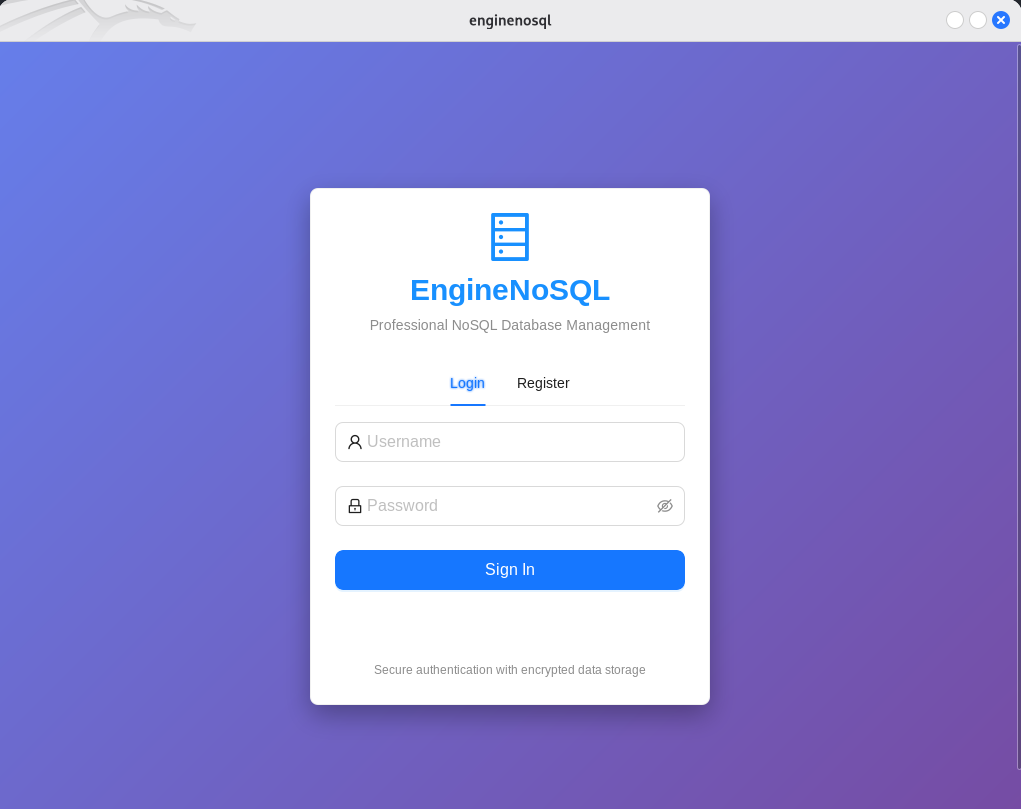 enginenosql
EngineNoSQL
Professional NoSQL Database Management
Login Register
Username
Password
Sign In
Secure authentication with encrypted data storage